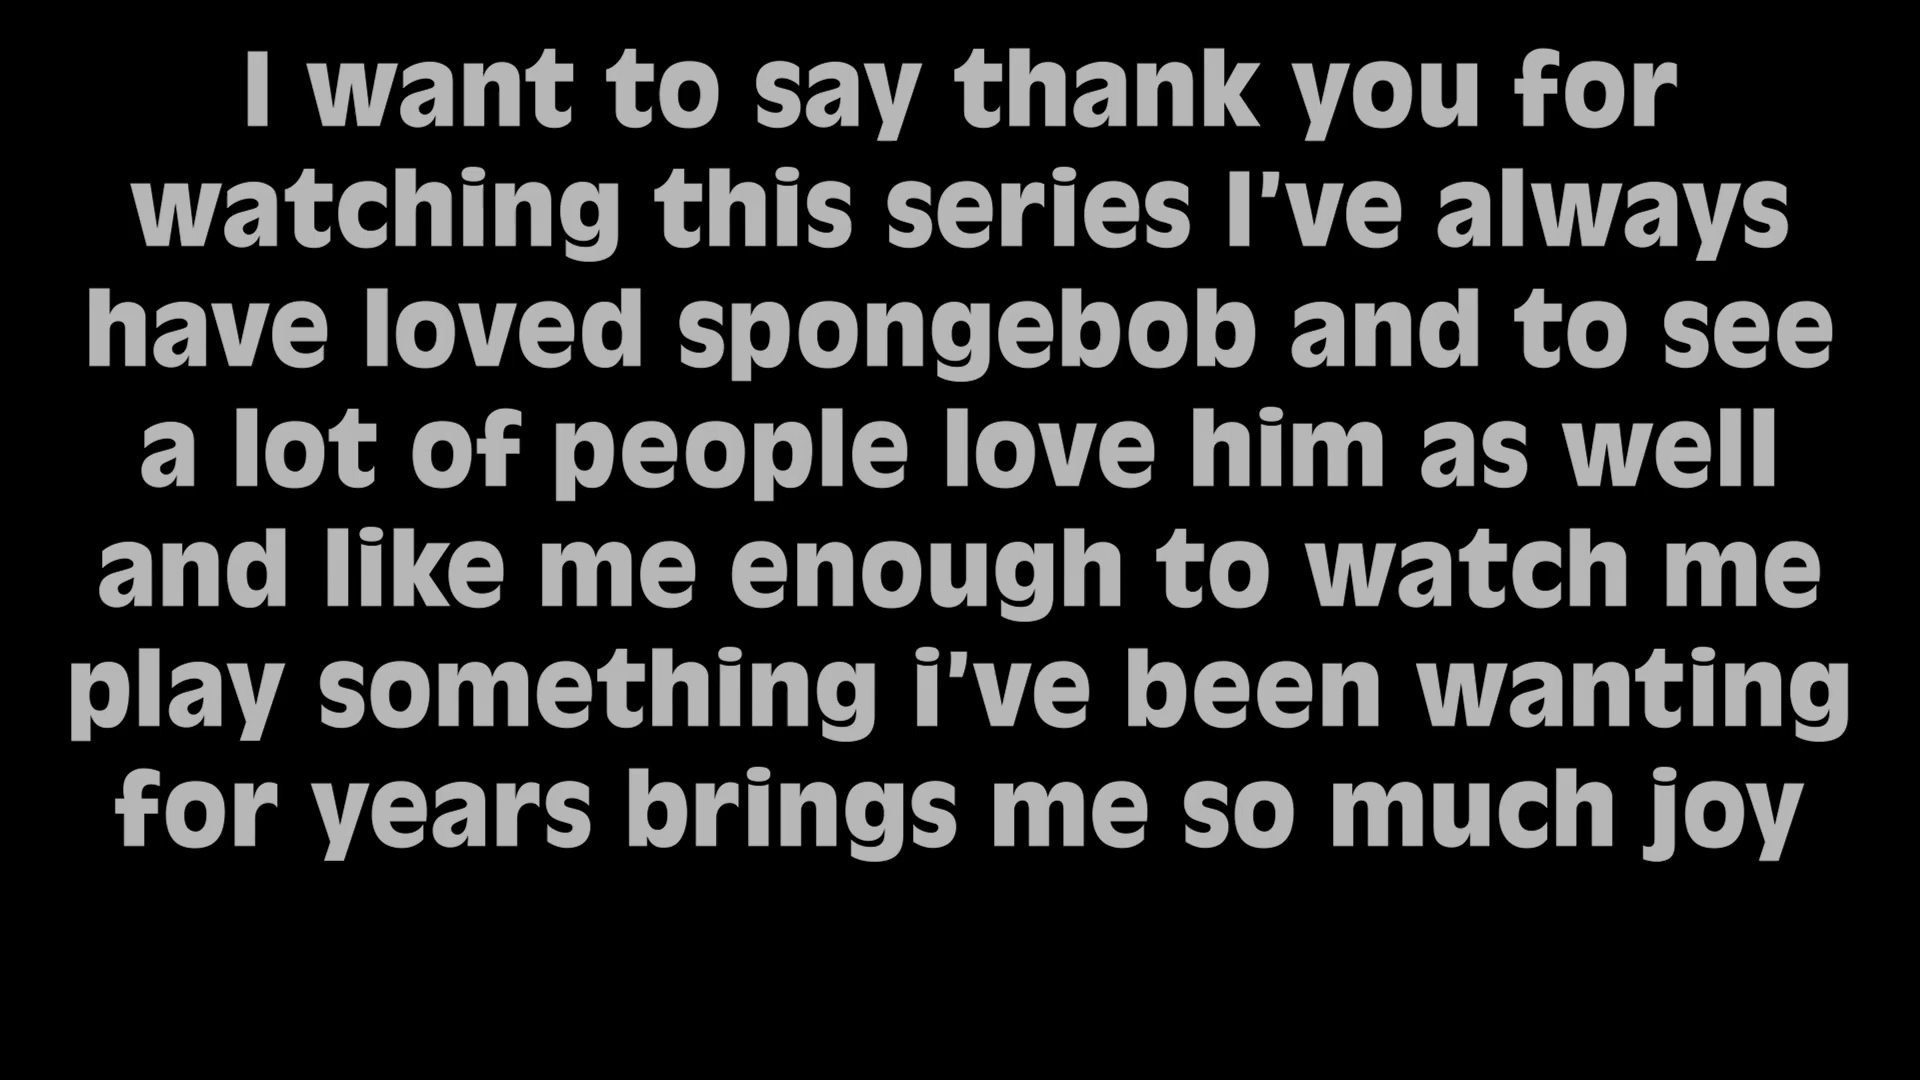 I want to say thank you for
watching this series I've always
have loved spongebob and to see
a lot of people love him as well
and like me enough to watch me
play something i've been wanting
for years brings me so much joy